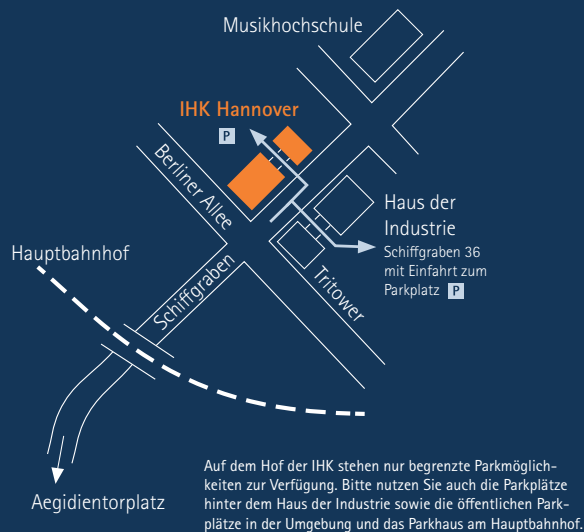 Musikhochschule
IHK Hannover
P
Berliner Allee
Haus der
Industrie
Schiffgraben 36
mit Einfahrt zum
Parkplatz P
Hauptbahnhof
Schiffgraben
Tritower
Aegidientorplatz
Auf dem Hof der IHK stehen nur begrenzte Parkmöglich-
keiten zur Verfügung. Bitte nutzen Sie auch die Parkplätze
hinter dem Haus der Industrie sowie die öffentlichen Park-
plätze in der Umgebung und das Parkhaus am Hauptbahnhof.